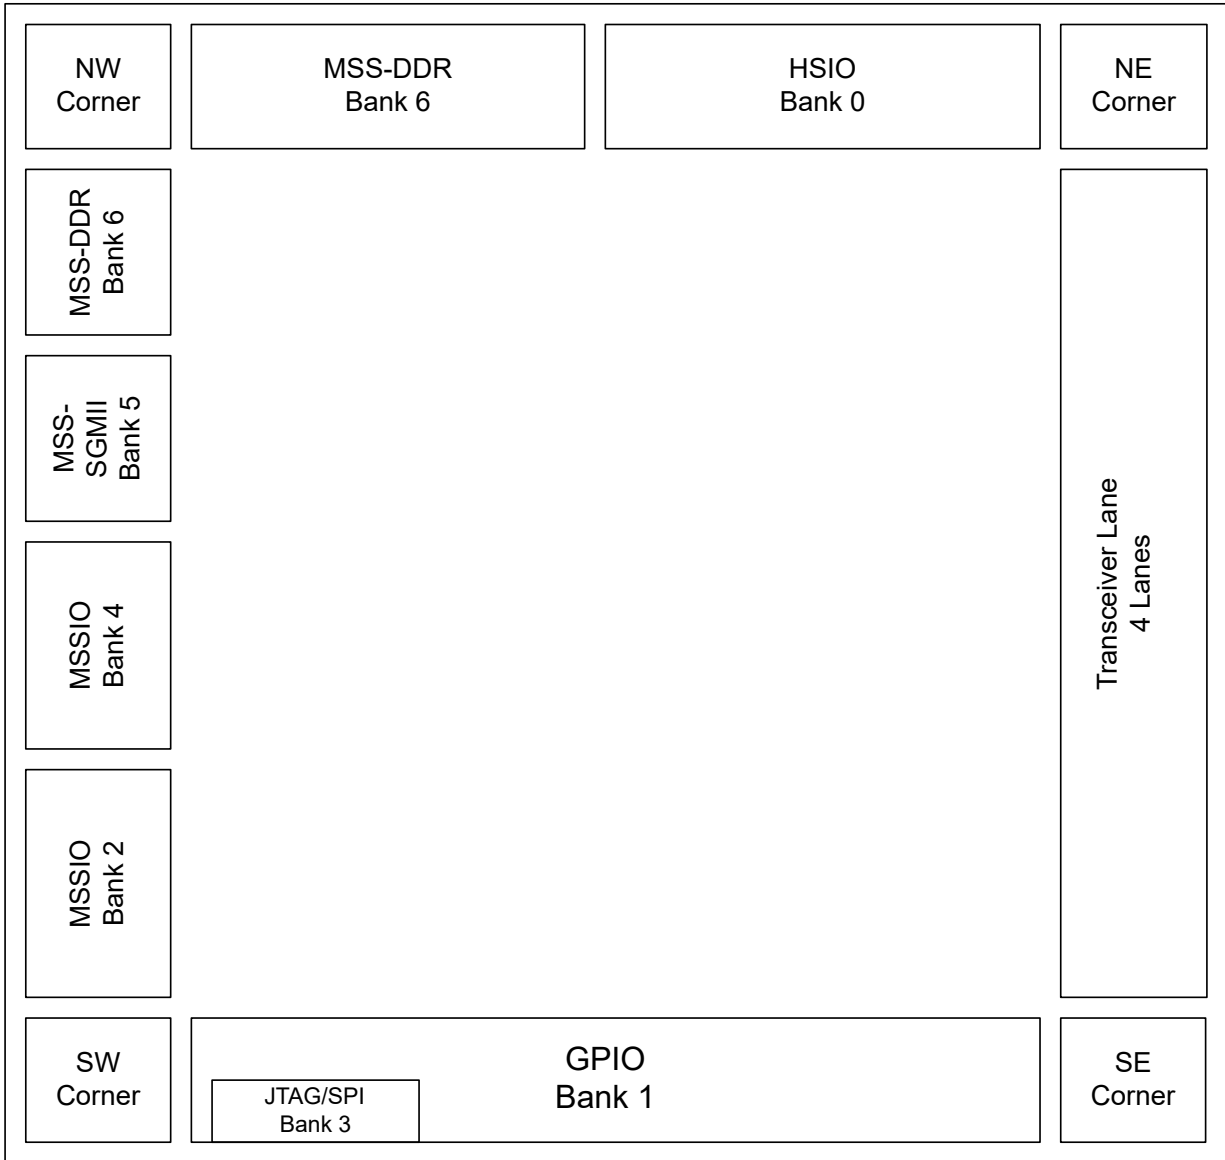 NW
Corner
MSS-DDR
Bank 6
HSIO
Bank 0
NE
Corner
MSS-DDR
Bank 6
MSS-
SGMII
Bank 5
MSSIO
Bank 4
MSSIO
Bank 2
Transceiver Lane
4 Lanes
SW
Corner
GPIO
Bank 1
JTAG/SPI
Bank 3
SE
Corner